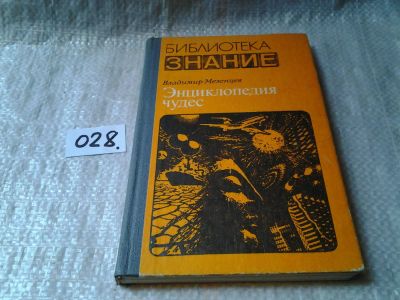 БИБЛИОТЕКА
ЗНАНИЕ
Владимир Мезенцев
Энциклопедия
чудес
028.